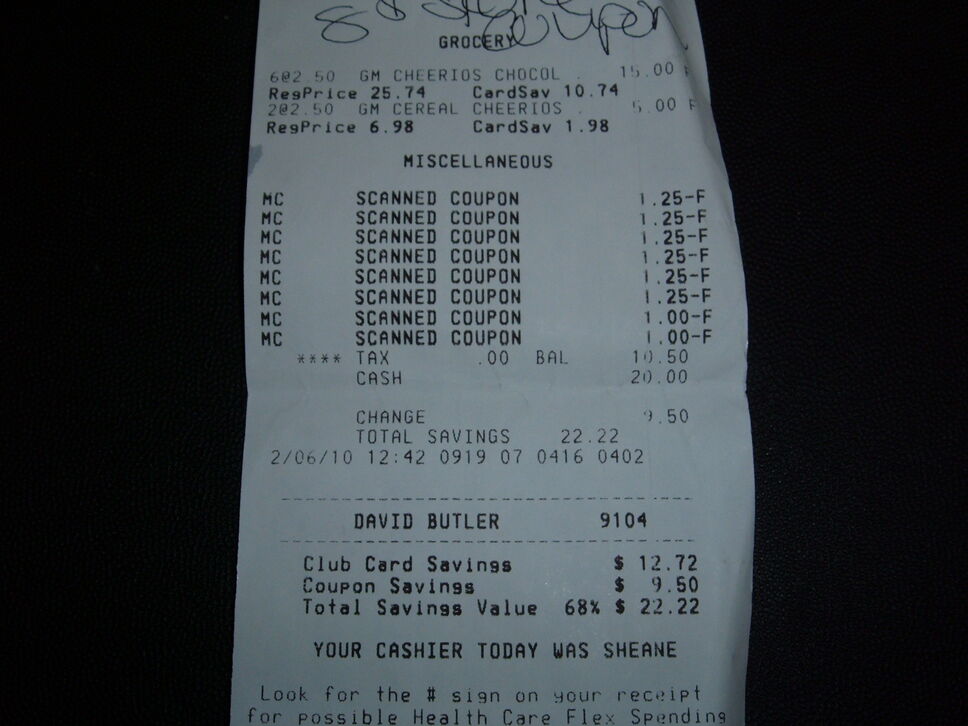 8
Coupon
GROCERY
6@2.50 GM CHEERIOS CHOCOL . 15.00 F
RegPrice 25.74 CardSav 10.74
2@2.50 GM CEREAL CHEERIOS . 5.00 F
RegPrice 6.98 CardSav 1.98
MISCELLANEOUS
MC SCANNED COUPON 1.25-F
MC SCANNED COUPON 1.25-F
MC SCANNED COUPON 1.25-F
MC SCANNED COUPON 1.25-F
MC SCANNED COUPON 1.25-F
MC SCANNED COUPON 1.25-F
MC SCANNED COUPON 1.00-F
MC SCANNED COUPON 1.00-F
**** TAX .00 BAL 10.50
CASH 20.00
CHANGE 9.50
TOTAL SAVINGS 22.22
2/06/10 12:42 0919 07 0416 0402
DAVID BUTLER 9104
Club Card Savings $ 12.72
Coupon Savings $ 9.50
Total Savings Value 68% $ 22.22
YOUR CASHIER TODAY WAS SHEANE
Look for the # sign on your receipt
for possible Health Care Flex Spending